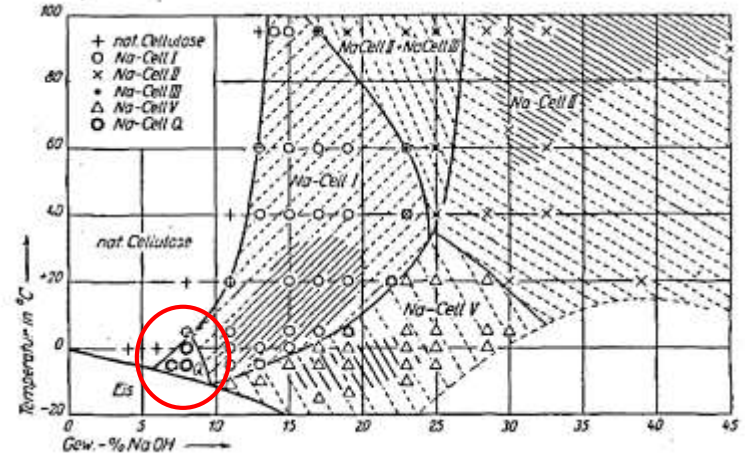 100
80
60
40
+20
0
-20
Temperatur in °C
+ nat. Cellulose
○ Na-Cell I
× Na-Cell II
Na-Cell III
△ Na-Cell V
○ Na-Cell Q
NaCell II+NaCell III
Na-Cell II
Na-Cell I
nat. Cellulose
Na-Cell V
Q
Eis
0 5 10 15 20 25 30 35 40 45
Gew.-% NaOH